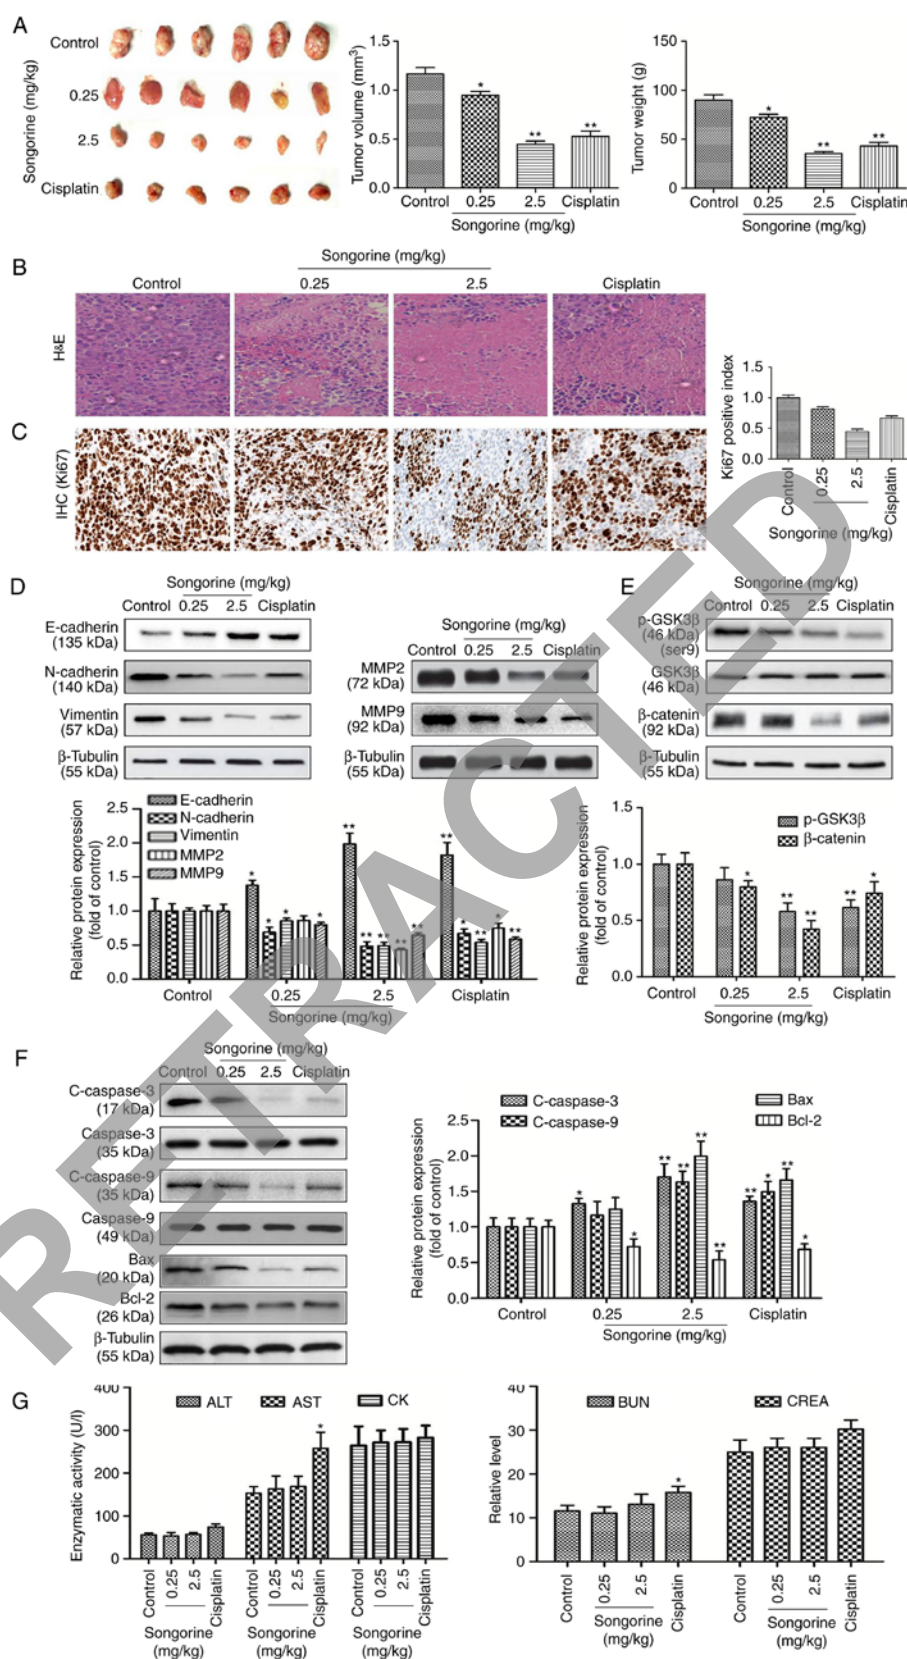 A
Control
0.25
2.5
Cisplatin
Songorine (mg/kg)
Tumor volume (mm³)
1.5
1.0
0.5
0.0
*
**
**
Control
0.25
2.5
Cisplatin
Songorine (mg/kg)
Tumor weight (g)
150
100
50
0
*
**
**
Control
0.25
2.5
Cisplatin
Songorine (mg/kg)
B
Songorine (mg/kg)
Control
0.25
2.5
Cisplatin
H&E
C
IHC (Ki67)
Ki67 positive index
1.5
1.0
0.5
0.0
Control
0.25
2.5
Cisplatin
Songorine (mg/kg)
D
Songorine (mg/kg)
Control
0.25
2.5
Cisplatin
E-cadherin
(135 kDa)
N-cadherin
(140 kDa)
Vimentin
(57 kDa)
β-Tubulin
(55 kDa)
Songorine (mg/kg)
Control
0.25
2.5
Cisplatin
MMP2
(72 kDa)
MMP9
(92 kDa)
β-Tubulin
(55 kDa)
E
Songorine (mg/kg)
Control
0.25
2.5
Cisplatin
p-GSK3β
(46 kDa)
(ser9)
GSK3β
(46 kDa)
β-catenin
(92 kDa)
β-Tubulin
(55 kDa)
Relative protein expression
(fold of control)
2.5
2.0
1.5
1.0
0.5
0.0
E-cadherin
N-cadherin
Vimentin
MMP2
MMP9
*
*
*
*
**
**
**
**
**
**
*
**
*
**
Control
0.25
2.5
Cisplatin
Songorine (mg/kg)
Relative protein expression
(fold of control)
1.5
1.0
0.5
0
p-GSK3β
β-catenin
*
**
**
**
*
Control
0.25
2.5
Cisplatin
Songorine (mg/kg)
F
Songorine (mg/kg)
Control
0.25
2.5
Cisplatin
C-caspase-3
(17 kDa)
Caspase-3
(35 kDa)
C-caspase-9
(35 kDa)
Caspase-9
(49 kDa)
Bax
(20 kDa)
Bcl-2
(26 kDa)
β-Tubulin
(55 kDa)
C-caspase-3
C-caspase-9
Bax
Bcl-2
Relative protein expression
(fold of control)
2.5
2.0
1.5
1.0
0.5
0.0
*
*
**
**
**
**
**
*
**
*
Control
0.25
2.5
Cisplatin
Songorine (mg/kg)
G
Enzymatic activity (U/l)
400
300
200
100
0
ALT
AST
CK
*
Control
0.25
2.5
Cisplatin
Control
0.25
2.5
Cisplatin
Control
0.25
2.5
Cisplatin
Songorine
(mg/kg)
Songorine
(mg/kg)
Songorine
(mg/kg)
Relative level
40
30
20
10
0
BUN
CREA
*
Control
0.25
2.5
Cisplatin
Control
0.25
2.5
Cisplatin
Songorine
(mg/kg)
Songorine
(mg/kg)
RETRACTED